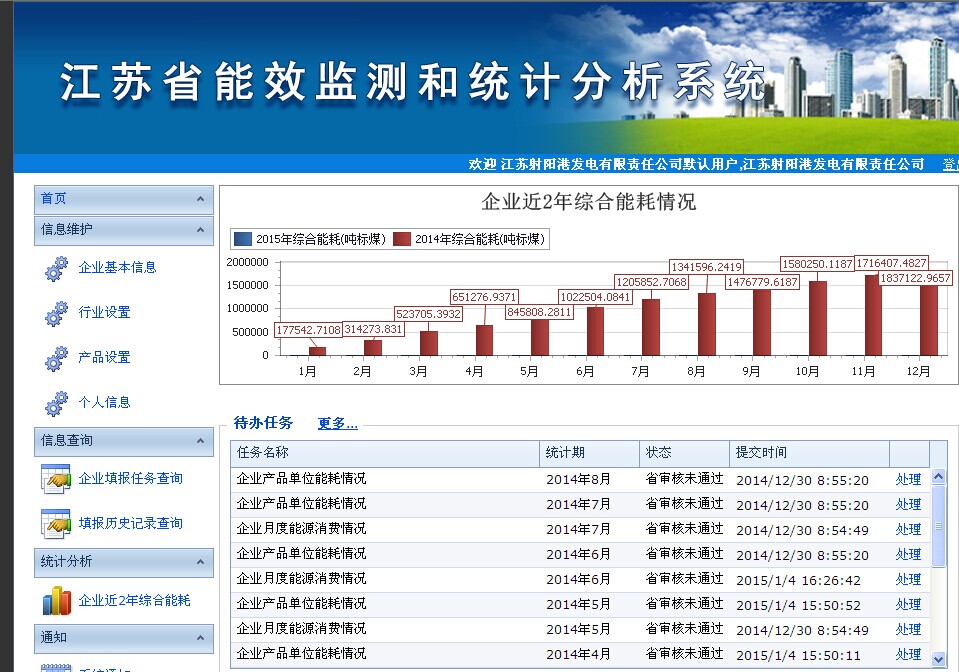 江苏省能效监测和统计分析系统
欢迎 江苏射阳港发电有限责任公司默认用户,江苏射阳港发电有限责任公司
首页
信息维护
企业基本信息
行业设置
产品设置
个人信息
信息查询
企业填报任务查询
填报历史记录查询
统计分析
企业近2年综合能耗
通知
企业近2年综合能耗情况
2015年综合能耗(吨标煤) 2014年综合能耗(吨标煤)
2000000
1500000
1000000
500000
0
177542.7108 314273.831 523705.3932 651276.9371 845808.2811 1022504.0841 1205852.7068 1341596.2419 1476779.6187 1580250.1187 1716407.4827 1837122.9657
1月 2月 3月 4月 5月 6月 7月 8月 9月 10月 11月 12月
待办任务 更多...
任务名称 统计期 状态 提交时间
企业产品单位能耗情况 2014年8月 省审核未通过 2014/12/30 8:55:20 处理
企业产品单位能耗情况 2014年7月 省审核未通过 2014/12/30 8:55:20 处理
企业月度能源消费情况 2014年7月 省审核未通过 2014/12/30 8:54:49 处理
企业产品单位能耗情况 2014年6月 省审核未通过 2014/12/30 8:55:20 处理
企业月度能源消费情况 2014年6月 省审核未通过 2015/1/4 16:26:42 处理
企业产品单位能耗情况 2014年5月 省审核未通过 2015/1/4 15:50:52 处理
企业月度能源消费情况 2014年5月 省审核未通过 2014/12/30 8:54:49 处理
企业产品单位能耗情况 2014年4月 省审核未通过 2015/1/4 15:50:11 处理